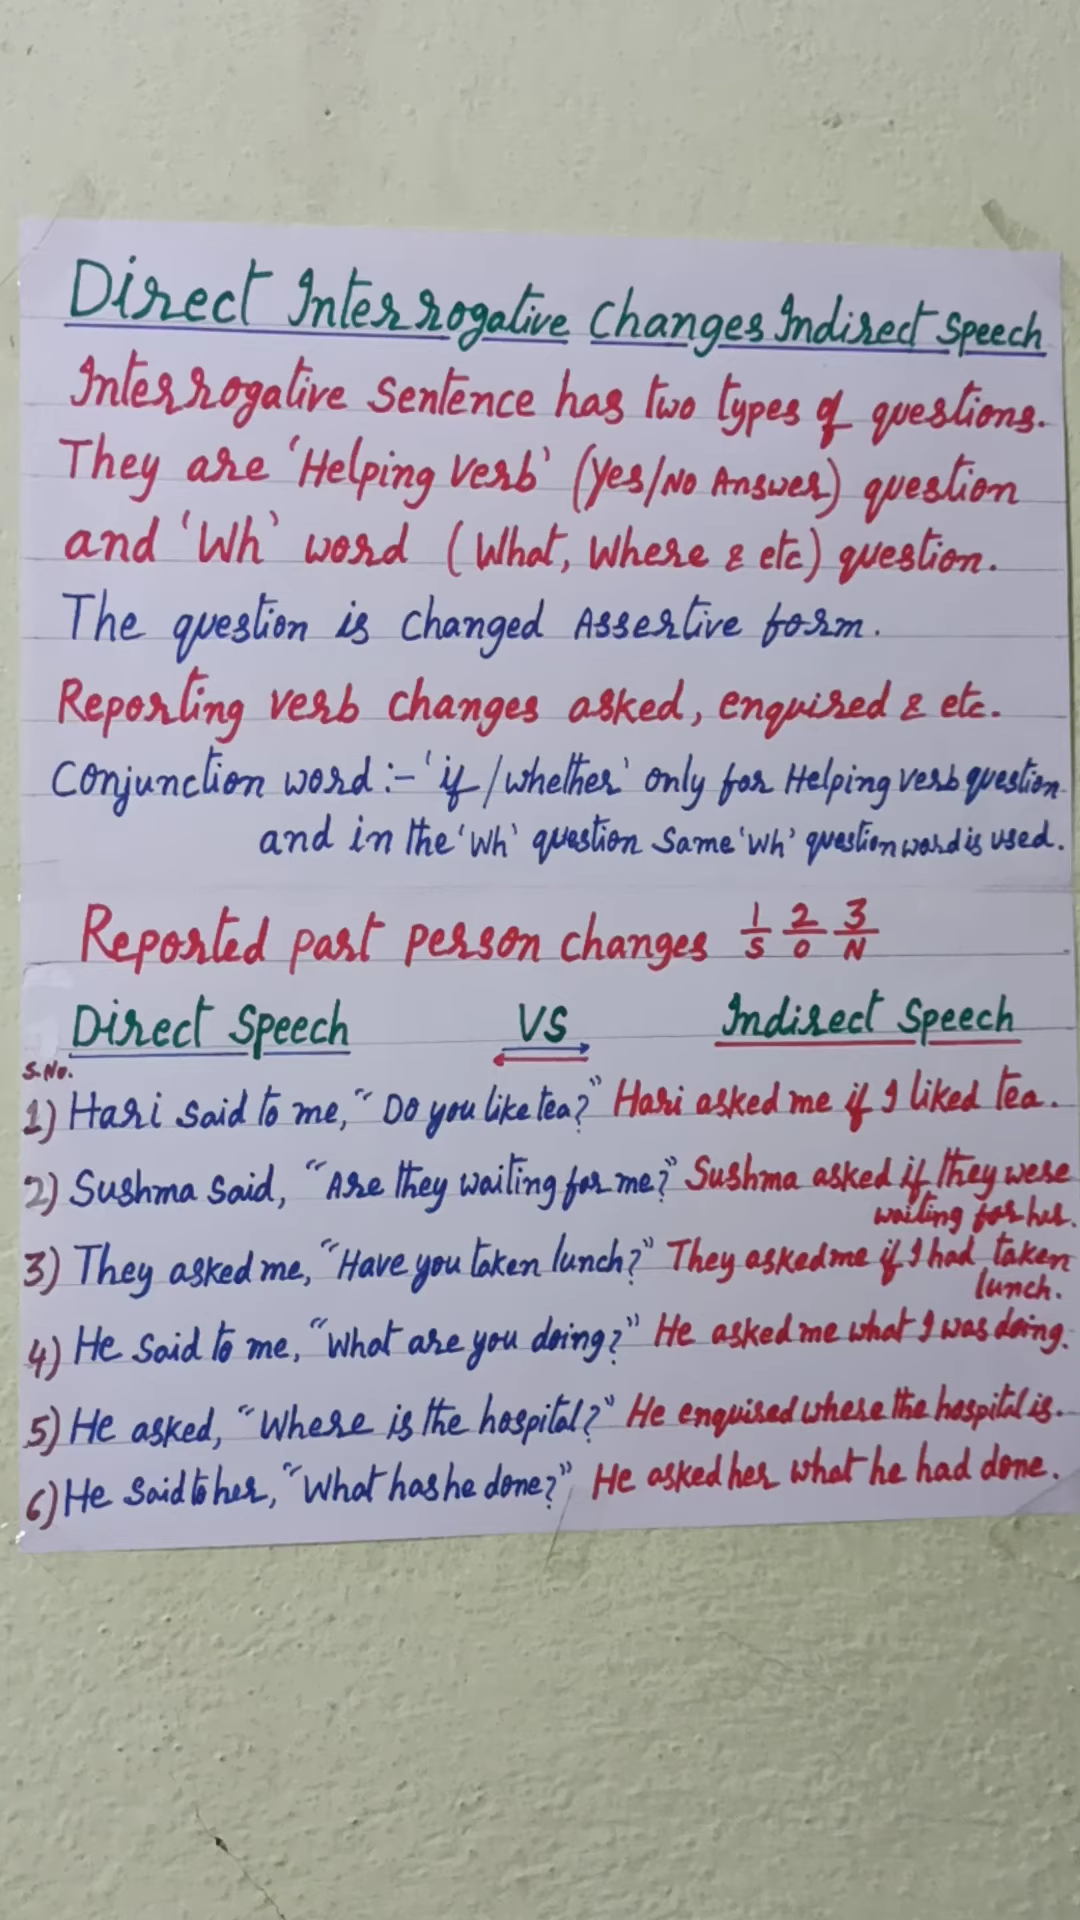 Direct Interrogative Changes Indirect Speech
Interrogative Sentence has two types of questions.
They are 'Helping verb' (Yes/No Answer) question
and 'Wh' word (What, Where & etc) question.
The question is changed Assertive form.
Reporting verb changes asked, enquired & etc.
Conjunction word :- 'if/whether' only for Helping verb question
and in the 'Wh' question Same 'Wh' question word is used.
Reported part person changes 1/S 2/O 3/N
Direct Speech VS Indirect Speech
S.No.
1) Hari said to me, "Do you like tea?" Hari asked me if I liked tea.
2) Sushma said, "Are they waiting for me?" Sushma asked if they were
waiting for her.
3) They asked me, "Have you taken lunch?" They asked me if I had taken
lunch.
4) He said to me, "What are you doing?" He asked me what I was doing.
5) He asked, "Where is the hospital?" He enquired where the hospital is.
6) He said to her, "What has he done?" He asked her what he had done.